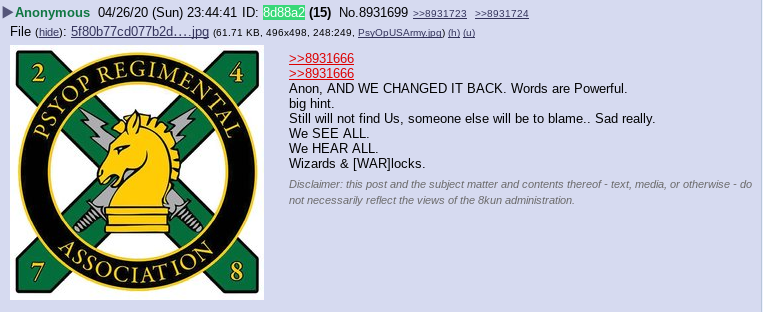 ▶Anonymous 04/26/20 (Sun) 23:44:41 ID: 8d88a2 (15) No.8931699 >>8931723 >>8931724
File (hide): 5f80b77cd077b2d….jpg (61.71 KB, 496x498, 248:249, PsyOpUSArmy.jpg) (h) (u)
2 4
PSYOP REGIMENTAL
ASSOCIATION
7 8
>>8931666
>>8931666
Anon, AND WE CHANGED IT BACK. Words are Powerful.
big hint.
Still will not find Us, someone else will be to blame.. Sad really.
We SEE ALL.
We HEAR ALL.
Wizards & [WAR]locks.
Disclaimer: this post and the subject matter and contents thereof - text, media, or otherwise - do
not necessarily reflect the views of the 8kun administration.